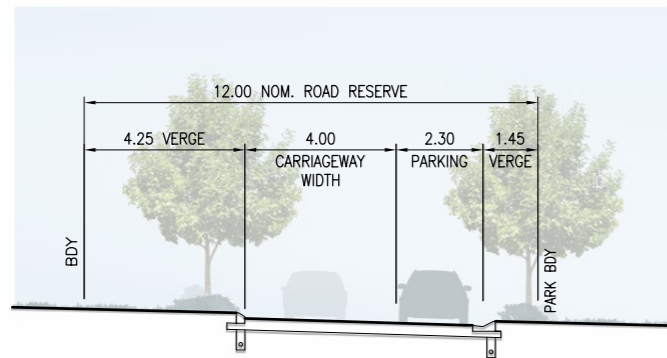 12.00 NOM. ROAD RESERVE
4.25 VERGE
4.00
CARRIAGEWAY
WIDTH
2.30
PARKING
1.45
VERGE
BDY
PARK BDY